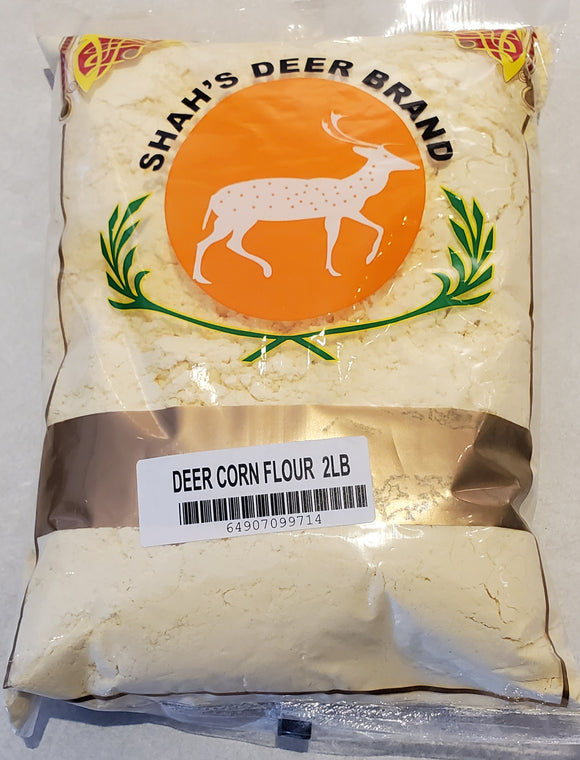 SHAH'S DEER BRAND
DEER CORN FLOUR 2LB
64907099714